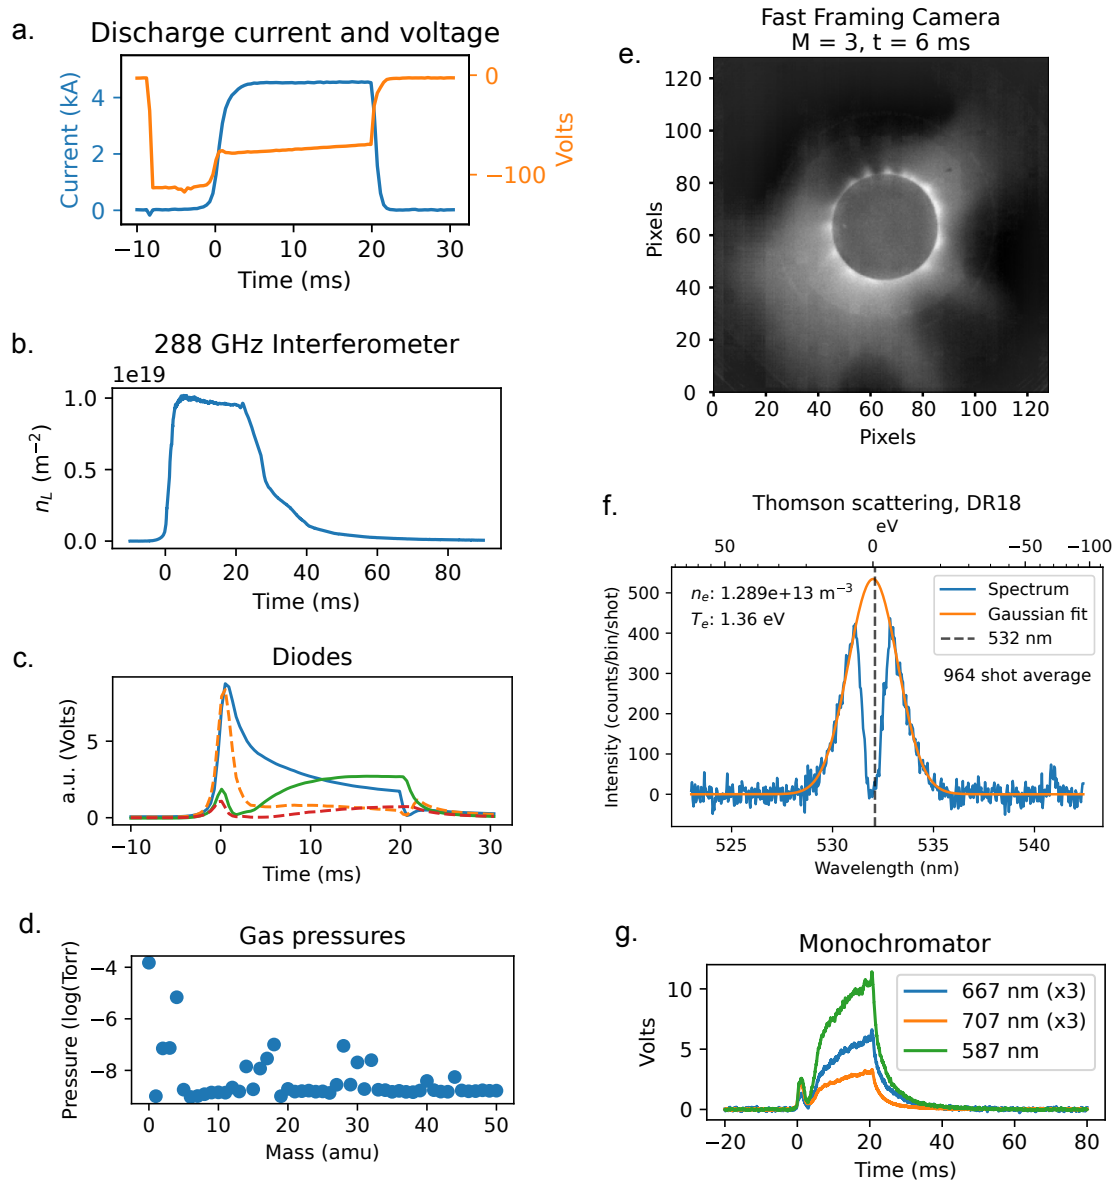 a.
Discharge current and voltage
Current (kA)
4
2
0
0
−100
Volts
−10 0 10 20 30
Time (ms)
b.
288 GHz Interferometer
1e19
n_L (m⁻²)
1.0
0.5
0.0
0 20 40 60 80
Time (ms)
c.
Diodes
a.u. (Volts)
5
0
−10 0 10 20 30
Time (ms)
d.
Gas pressures
Pressure (log(Torr)
−4
−6
−8
0 10 20 30 40 50
Mass (amu)
e.
Fast Framing Camera
M = 3, t = 6 ms
Pixels
120
100
80
60
40
20
0
0 20 40 60 80 100 120
Pixels
f.
Thomson scattering, DR18
eV
50 0 −50 −100
Intensity (counts/bin/shot)
500
400
300
200
100
0
n_e: 1.289e+13 m⁻³
T_e: 1.36 eV
Spectrum
Gaussian fit
532 nm
964 shot average
525 530 535 540
Wavelength (nm)
g.
Monochromator
Volts
10
5
0
667 nm (x3)
707 nm (x3)
587 nm
−20 0 20 40 60 80
Time (ms)